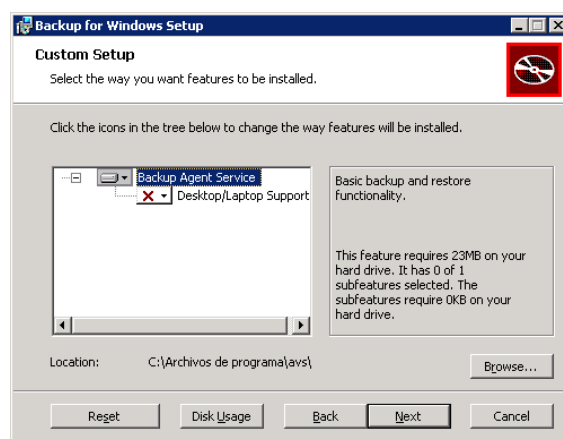 Backup for Windows Setup
Custom Setup
Select the way you want features to be installed.
Click the icons in the tree below to change the way features will be installed.
Backup Agent Service
Desktop/Laptop Support
Basic backup and restore
functionality.
This feature requires 23MB on your
hard drive. It has 0 of 1
subfeatures selected. The
subfeatures require 0KB on your
hard drive.
Location: C:\Archivos de programa\avs\
Browse...
Reset Disk Usage Back Next Cancel